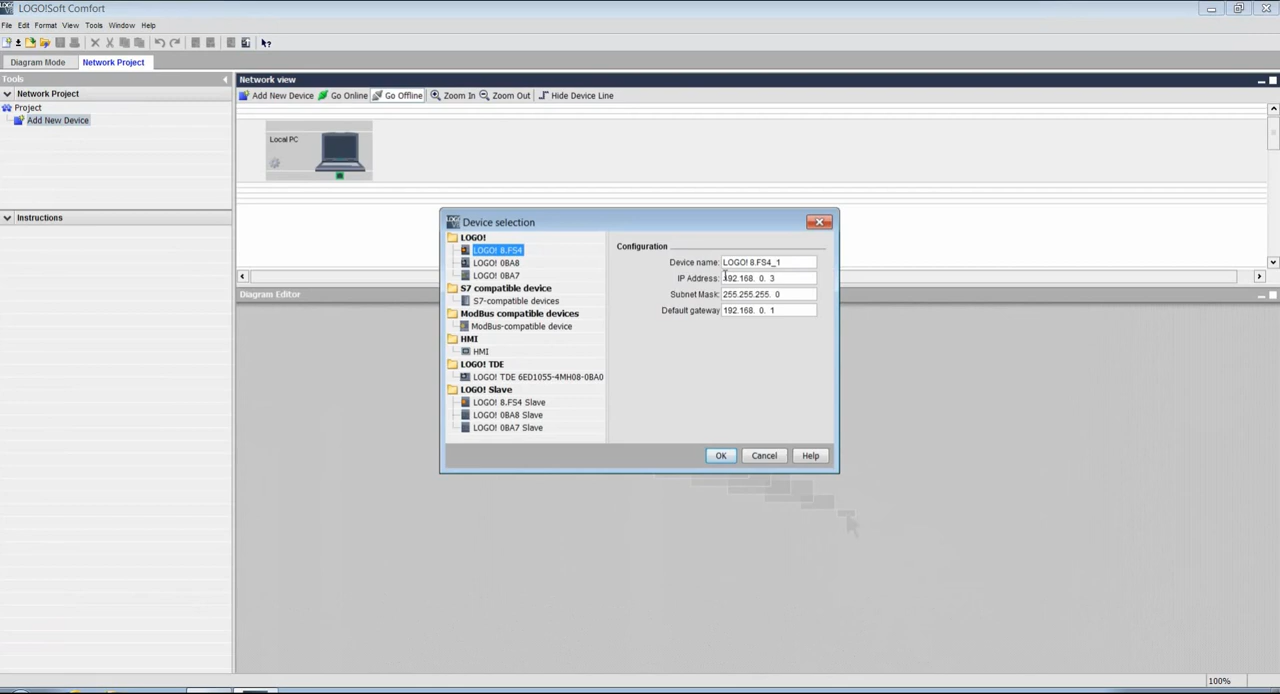 LOGO!Soft Comfort
File Edit Format View Tools Window Help
Diagram Mode Network Project
Tools
Network Project
Project
Add New Device
Instructions
Network view
Add New Device Go Online Go Offline Zoom In Zoom Out Hide Device Line
Local PC
Device selection
LOGO!
LOGO! 8.FS4
LOGO! 0BA8
LOGO! 0BA7
S7 compatible device
S7-compatible devices
ModBus compatible devices
ModBus-compatible device
HMI
HMI
LOGO! TDE
LOGO! TDE 6ED1055-4MH08-0BA0
LOGO! Slave
LOGO! 8.FS4 Slave
LOGO! 0BA8 Slave
LOGO! 0BA7 Slave
Configuration
Device name: LOGO! 8.FS4_1
IP Address: 192.168. 0. 3
Subnet Mask: 255.255.255. 0
Default gateway 192.168. 0. 1
OK Cancel Help
Diagram Editor
100%